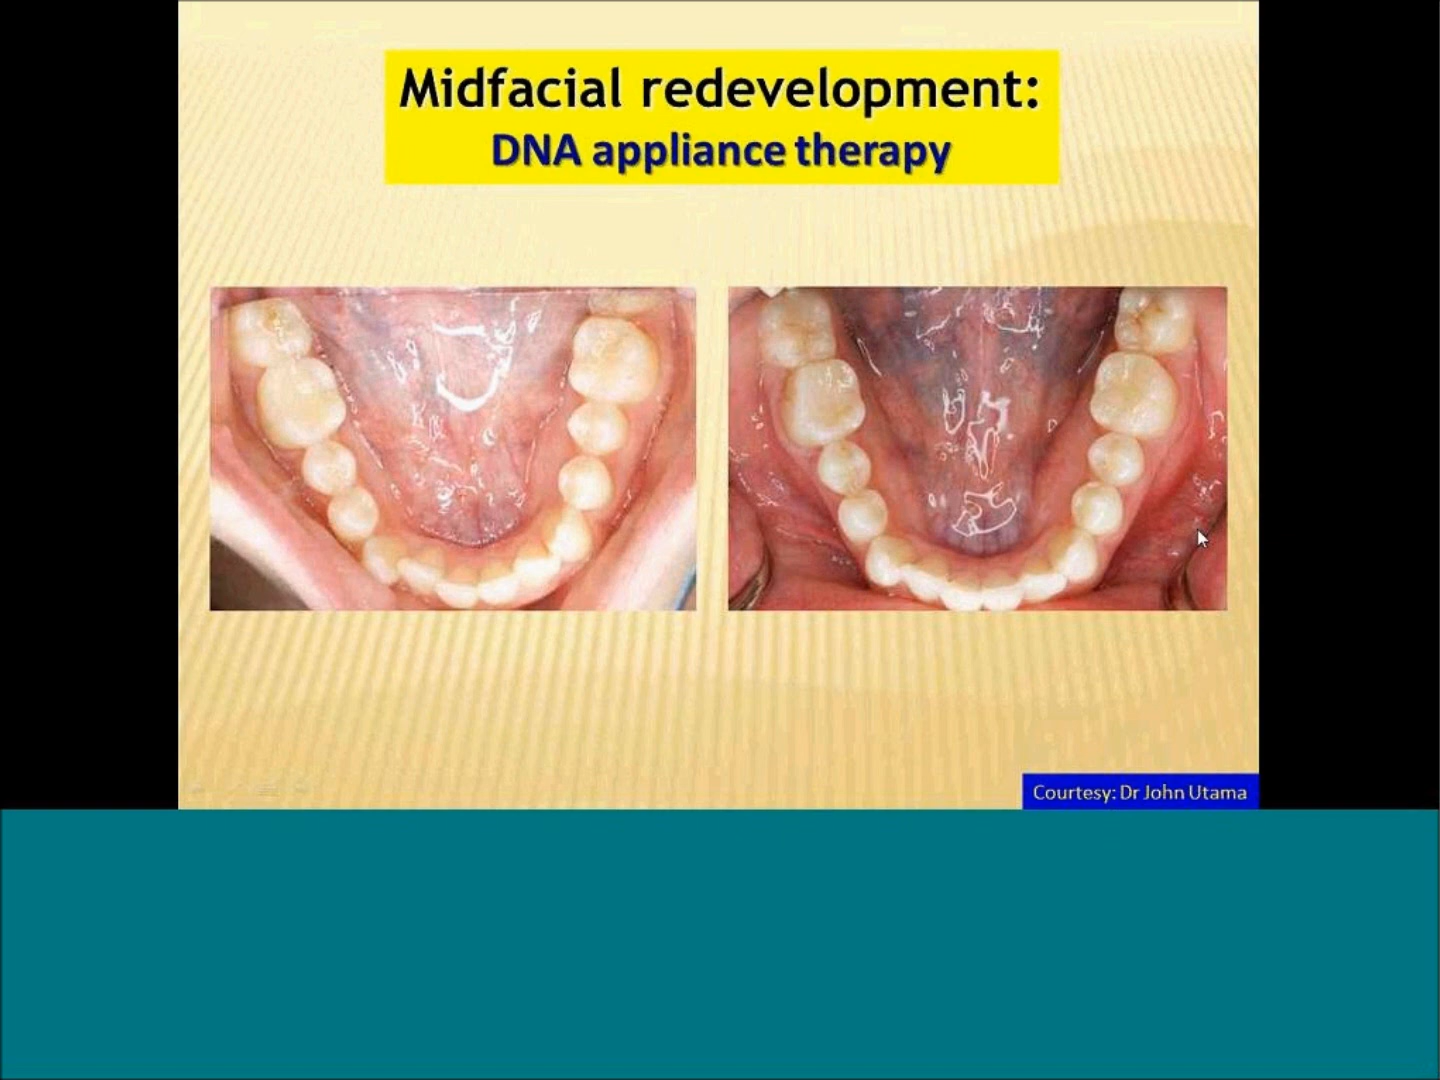 Midfacial redevelopment:
DNA appliance therapy
Courtesy: Dr John Utama